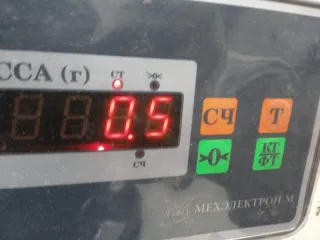 ССА (г)
СТ >0<
0.5
СЧ
СЧ Т
>0< КГ
ФТ
МЕХЭЛЕКТРОН-М